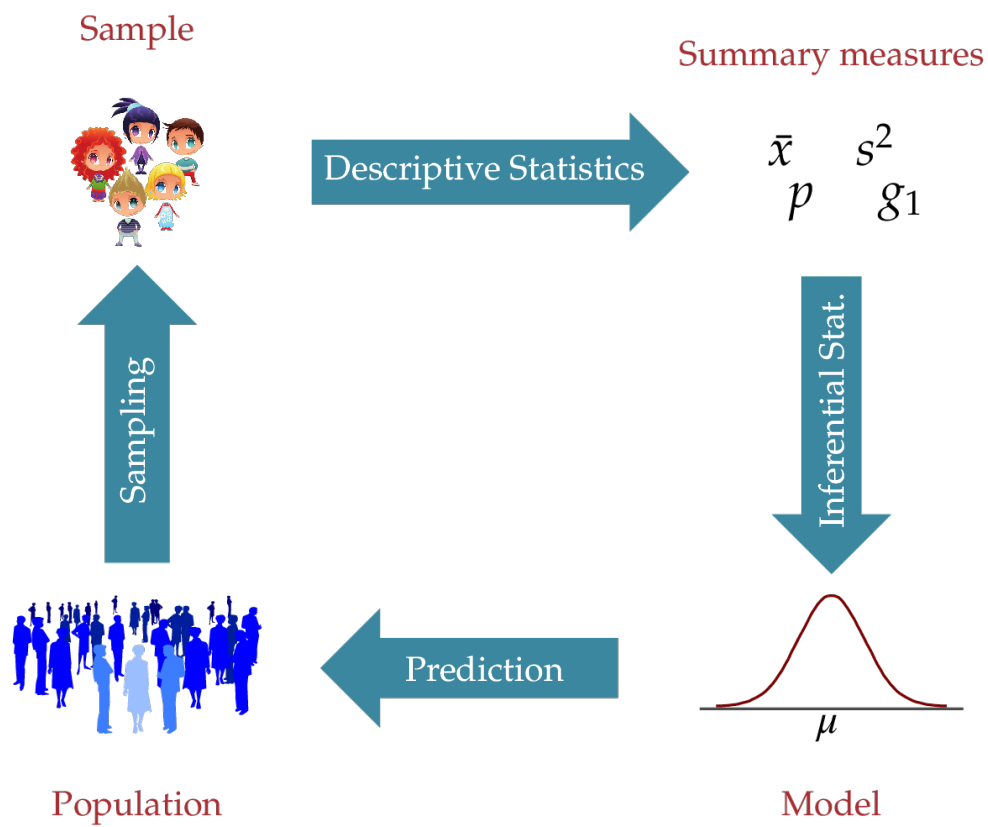 Sample
Summary measures
Descriptive Statistics
x̄ s²
p g₁
Sampling
Inferential Stat.
Prediction
μ
Population
Model